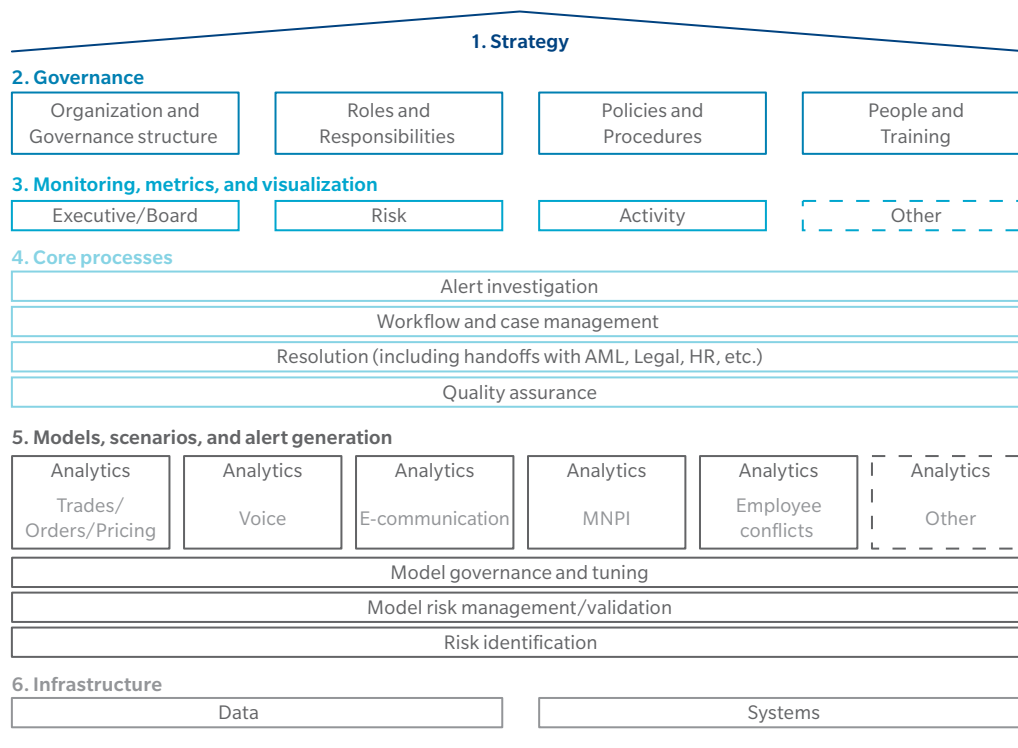 1. Strategy
2. Governance
Organization and
Governance structure
Roles and
Responsibilities
Policies and
Procedures
People and
Training
3. Monitoring, metrics, and visualization
Executive/Board
Risk
Activity
Other
4. Core processes
Alert investigation
Workflow and case management
Resolution (including handoffs with AML, Legal, HR, etc.)
Quality assurance
5. Models, scenarios, and alert generation
Analytics
Trades/
Orders/Pricing
Analytics
Voice
Analytics
E-communication
Analytics
MNPI
Analytics
Employee
conflicts
Analytics
Other
Model governance and tuning
Model risk management/validation
Risk identification
6. Infrastructure
Data
Systems